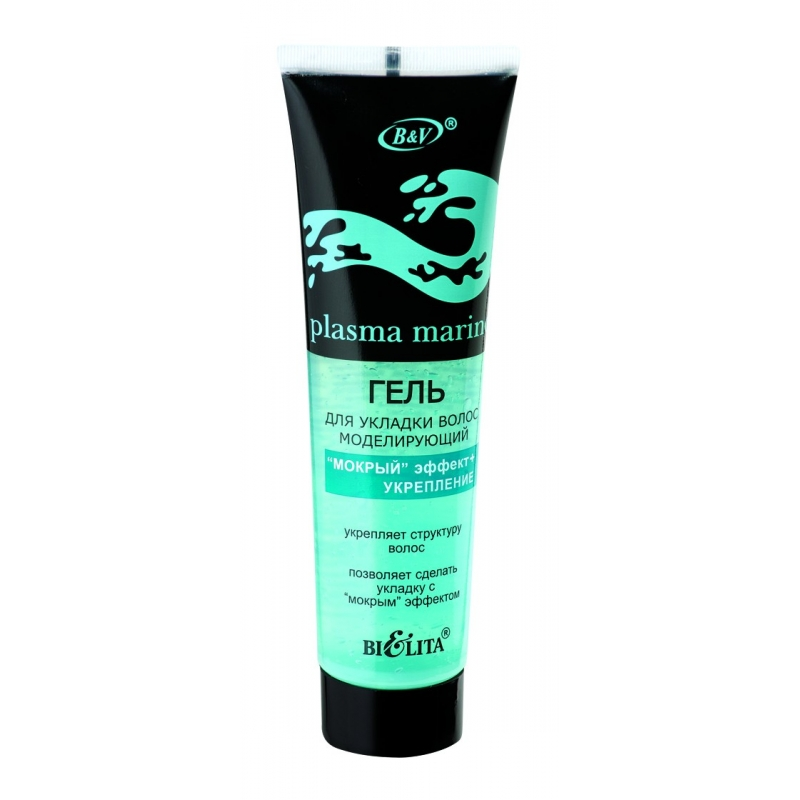 B&V®
plasma marin
ГЕЛЬ
ДЛЯ УКЛАДКИ ВОЛОС
МОДЕЛИРУЮЩИЙ
"МОКРЫЙ" эффект+
УКРЕПЛЕНИЕ
укрепляет структуру
волос
позволяет сделать
укладку с
"мокрым" эффектом
BIELITA®